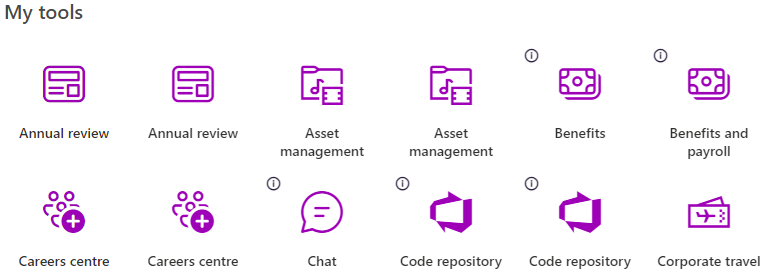 My tools
Annual review
Annual review
Asset
management
Asset
management
Benefits
Benefits and
payroll
Careers centre
Careers centre
Chat
Code repository
Code repository
Corporate travel